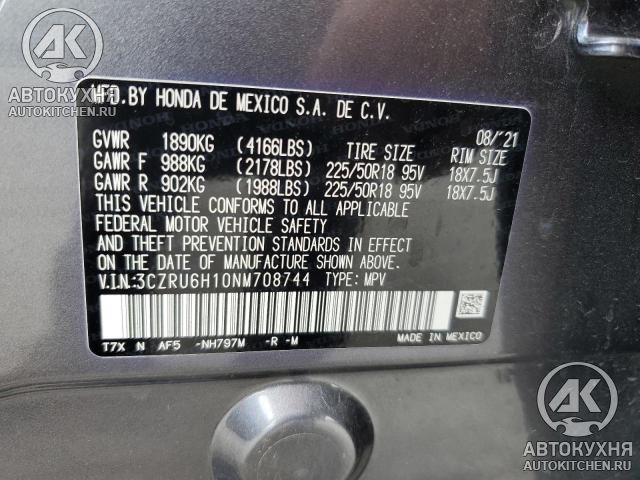 АВТОКУХНЯ
AVTOKITCHEN.RU
MFD.BY HONDA DE MEXICO S.A. DE C.V.
08/'21
GVWR 1890KG (4166LBS) TIRE SIZE RIM SIZE
GAWR F 988KG (2178LBS) 225/50R18 95V 18X7.5J
GAWR R 902KG (1988LBS) 225/50R18 95V 18X7.5J
THIS VEHICLE CONFORMS TO ALL APPLICABLE
FEDERAL MOTOR VEHICLE SAFETY
AND THEFT PREVENTION STANDARDS IN EFFECT
ON THE DATE OF MANUFACTURE SHOWN ABOVE.
V.I.N:3CZRU6H10NM708744 TYPE: MPV
T7X N AF5 -NH797M -R -M MADE IN MEXICO
АК
АВТОКУХНЯ
AVTOKITCHEN.RU